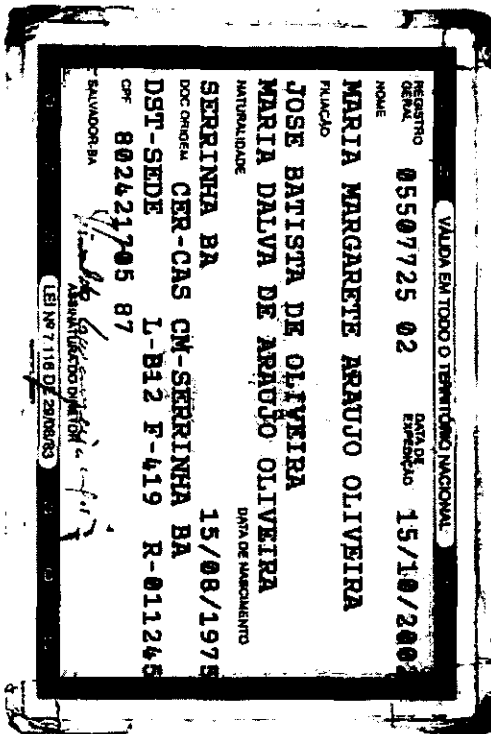 VÁLIDA EM TODO O TERRITÓRIO NACIONAL
REGISTRO GERAL 05507725 02 DATA DE EXPEDIÇÃO 15/10/200
NOME
MARIA MARGARETE ARAUJO OLIVEIRA
FILIAÇÃO
JOSE BATISTA DE OLIVEIRA
MARIA DALVA DE ARAUJO OLIVEIRA
NATURALIDADE DATA DE NASCIMENTO
SERRINHA BA 15/08/1975
DOC ORIGEM CER-CAS CM-SERRINHA BA
DST-SEDE L-B12 F-419 R-011245
CPF 802421705 87
SALVADOR-BA
ASSINATURA DO DIRETOR
LEI Nº 7.116 DE 29/08/83